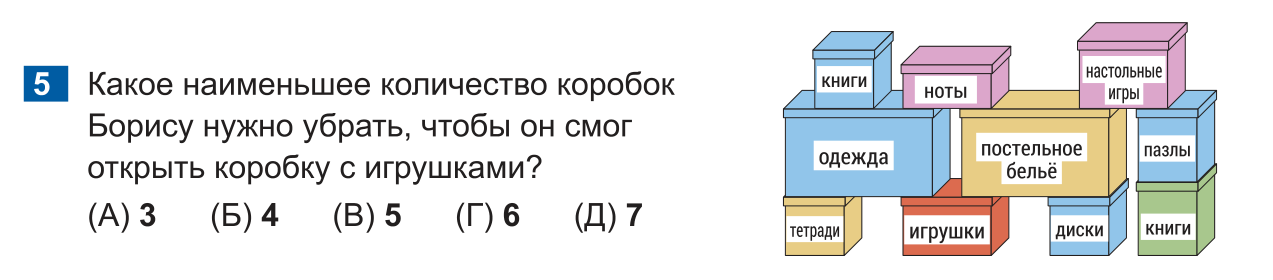 5 Какое наименьшее количество коробок
Борису нужно убрать, чтобы он смог
открыть коробку с игрушками?
(А) 3 (Б) 4 (В) 5 (Г) 6 (Д) 7
книги
ноты
настольные
игры
одежда
постельное
бельё
пазлы
тетради
игрушки
диски
книги